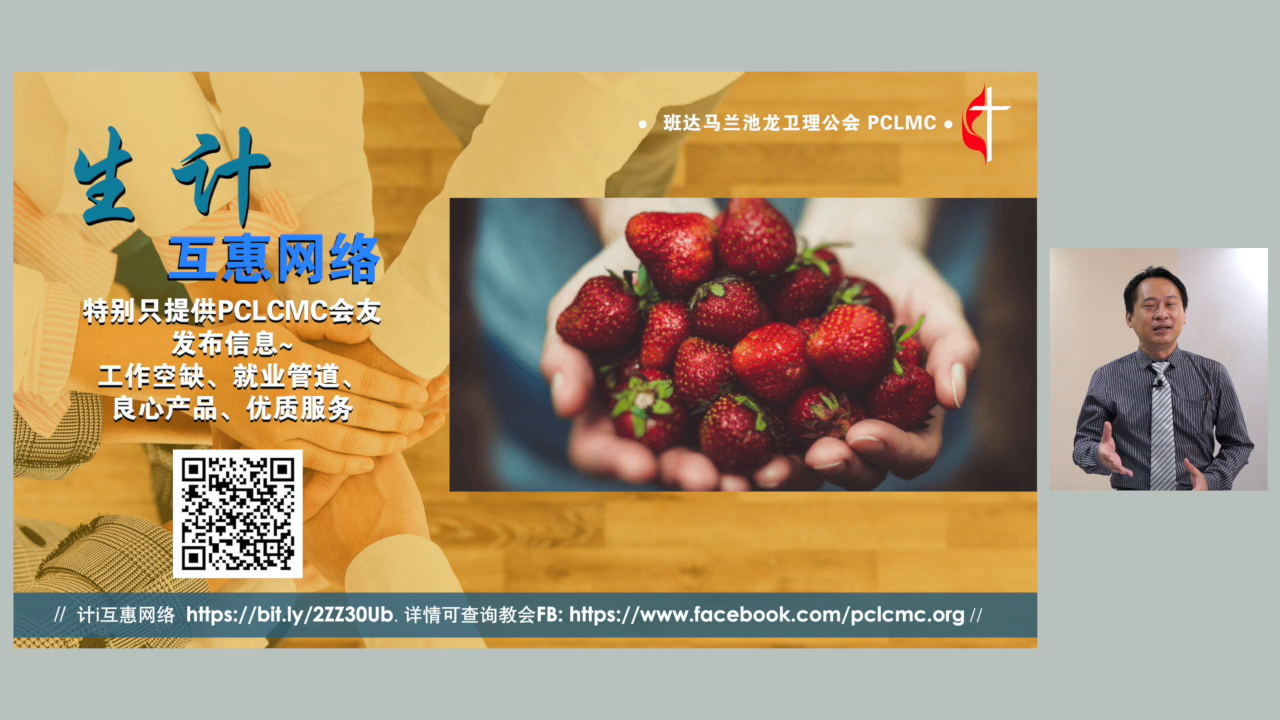 • 班达马兰池龙卫理公会 PCLMC •
生计
互惠网络
特别只提供PCLCMC会友
发布信息~
工作空缺、就业管道、
良心产品、优质服务
// 计i互惠网络 https://bit.ly/2ZZ30Ub. 详情可查询教会FB: https://www.facebook.com/pclcmc.org //